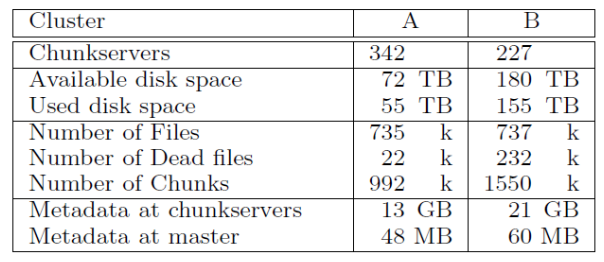 Cluster A B
Chunkservers 342 227
Available disk space 72 TB 180 TB
Used disk space 55 TB 155 TB
Number of Files 735 k 737 k
Number of Dead files 22 k 232 k
Number of Chunks 992 k 1550 k
Metadata at chunkservers 13 GB 21 GB
Metadata at master 48 MB 60 MB